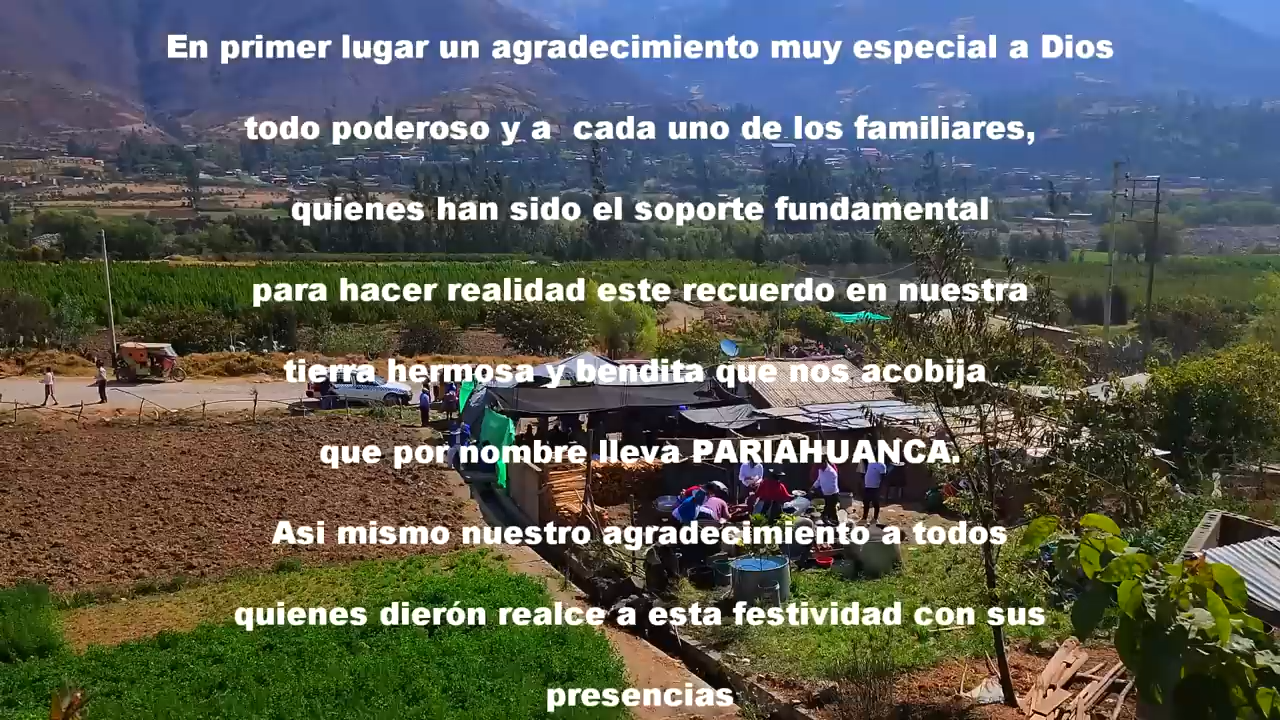 En primer lugar un agradecimiento muy especial a Dios
todo poderoso y a  cada uno de los familiares,
quienes han sido el soporte fundamental
para hacer realidad este recuerdo en nuestra
tierra hermosa y bendita que nos acobija
que por nombre lleva PARIAHUANCA.
Asi mismo nuestro agradecimiento a todos
quienes dierón realce a esta festividad con sus
presencias